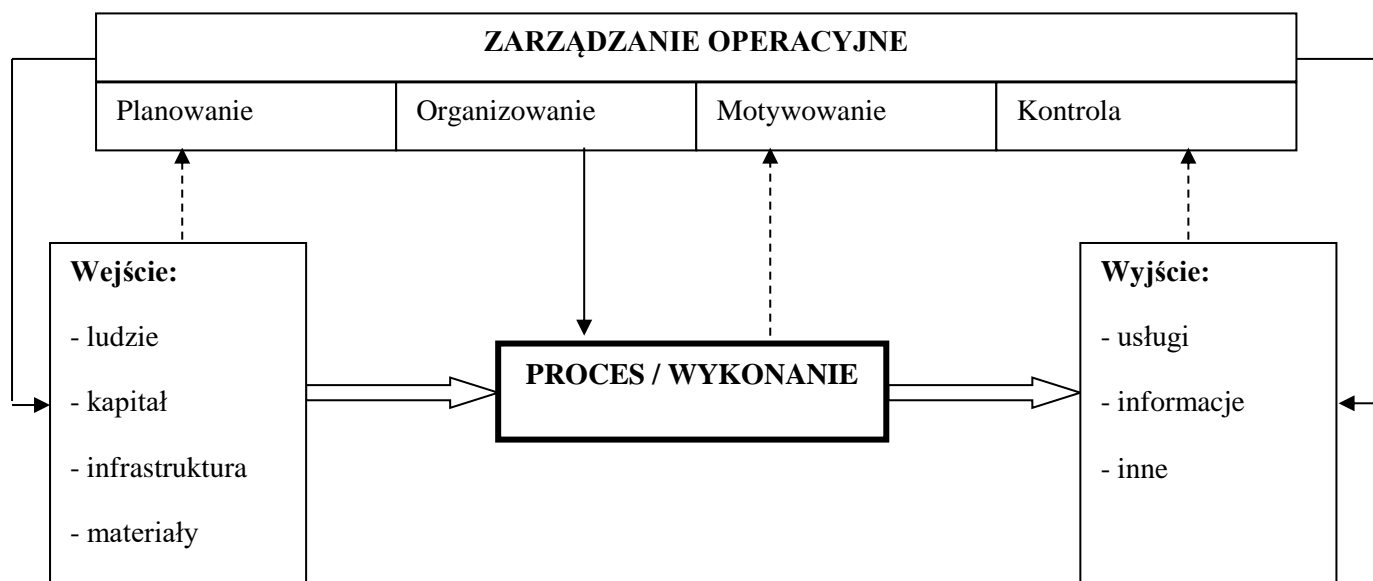 ZARZĄDZANIE OPERACYJNE
Planowanie
Organizowanie
Motywowanie
Kontrola
Wejście:
- ludzie
- kapitał
- infrastruktura
- materiały
PROCES / WYKONANIE
Wyjście:
- usługi
- informacje
- inne